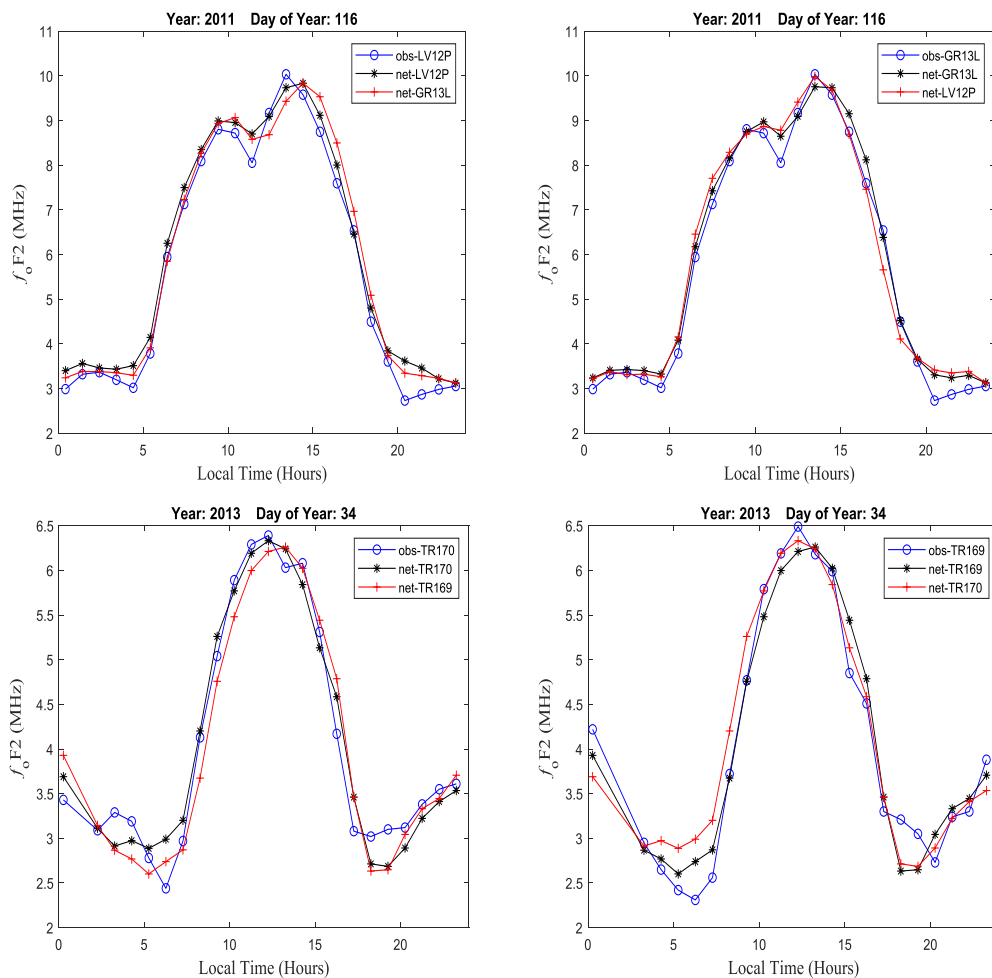 Year: 2011 Day of Year: 116
11
10
9
8
7
6
5
4
3
2
foF2 (MHz)
obs-LV12P
net-LV12P
net-GR13L
0 5 10 15 20
Local Time (Hours)
Year: 2011 Day of Year: 116
11
10
9
8
7
6
5
4
3
2
foF2 (MHz)
obs-GR13L
net-GR13L
net-LV12P
0 5 10 15 20
Local Time (Hours)
Year: 2013 Day of Year: 34
6.5
6
5.5
5
4.5
4
3.5
3
2.5
2
foF2 (MHz)
obs-TR170
net-TR170
net-TR169
0 5 10 15 20
Local Time (Hours)
Year: 2013 Day of Year: 34
6.5
6
5.5
5
4.5
4
3.5
3
2.5
2
foF2 (MHz)
obs-TR169
net-TR169
net-TR170
0 5 10 15 20
Local Time (Hours)